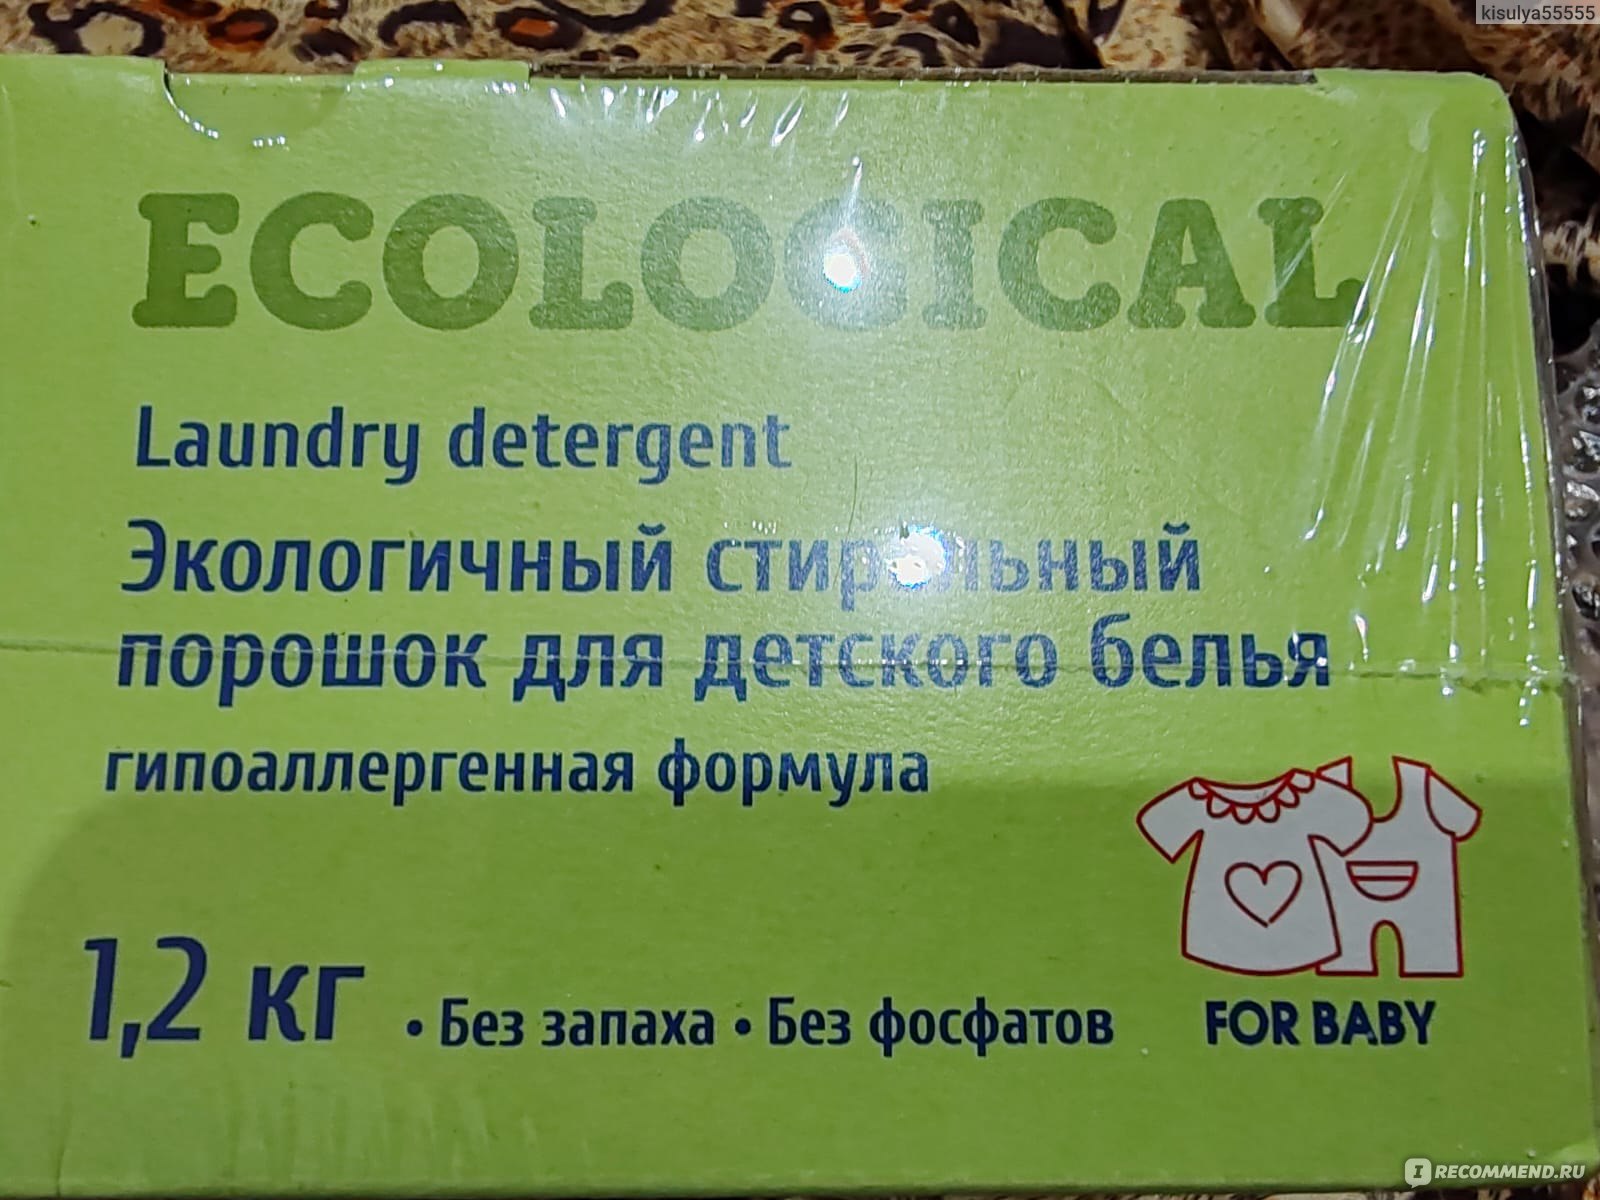 kisulya55555
ECOLOGICAL
Laundry detergent
Экологичный стиральный
порошок для детского белья
гипоаллергенная формула
1,2 кг • Без запаха • Без фосфатов
FOR BABY
IRECOMMEND.RU